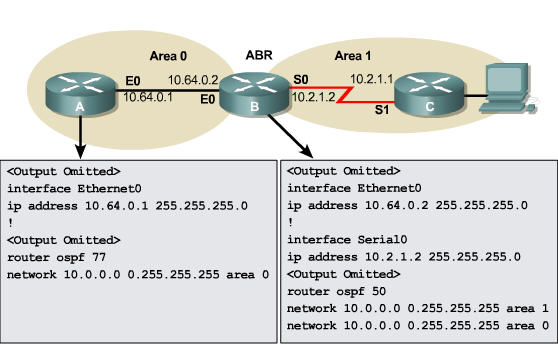 Area 0
ABR
Area 1
E0
10.64.0.2
S0
10.2.1.1
A
10.64.0.1
E0
B
10.2.1.2
S1
C
<Output Omitted>
interface Ethernet0
ip address 10.64.0.1 255.255.255.0
!
<Output Omitted>
router ospf 77
network 10.0.0.0 0.255.255.255 area 0
<Output Omitted>
interface Ethernet0
ip address 10.64.0.2 255.255.255.0
!
interface Serial0
ip address 10.2.1.2 255.255.255.0
<Output Omitted>
router ospf 50
network 10.0.0.0 0.255.255.255 area 1
network 10.0.0.0 0.255.255.255 area 0